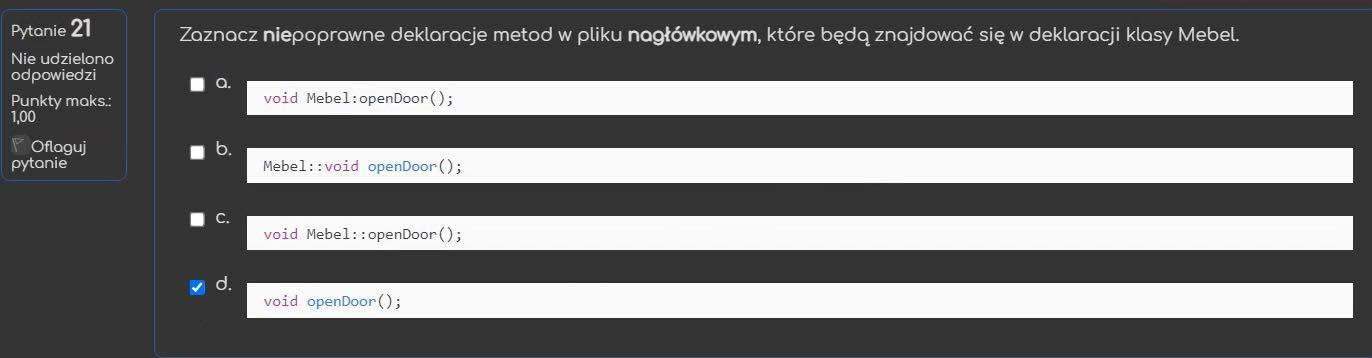 Pytanie 21
Nie udzielono
odpowiedzi
Punkty maks.:
1,00
Oflaguj
pytanie
Zaznacz niepoprawne deklaracje metod w pliku nagłówkowym, które będą znajdować się w deklaracji klasy Mebel.
a.
void Mebel:openDoor();
b.
Mebel::void openDoor();
c.
void Mebel::openDoor();
d.
void openDoor();